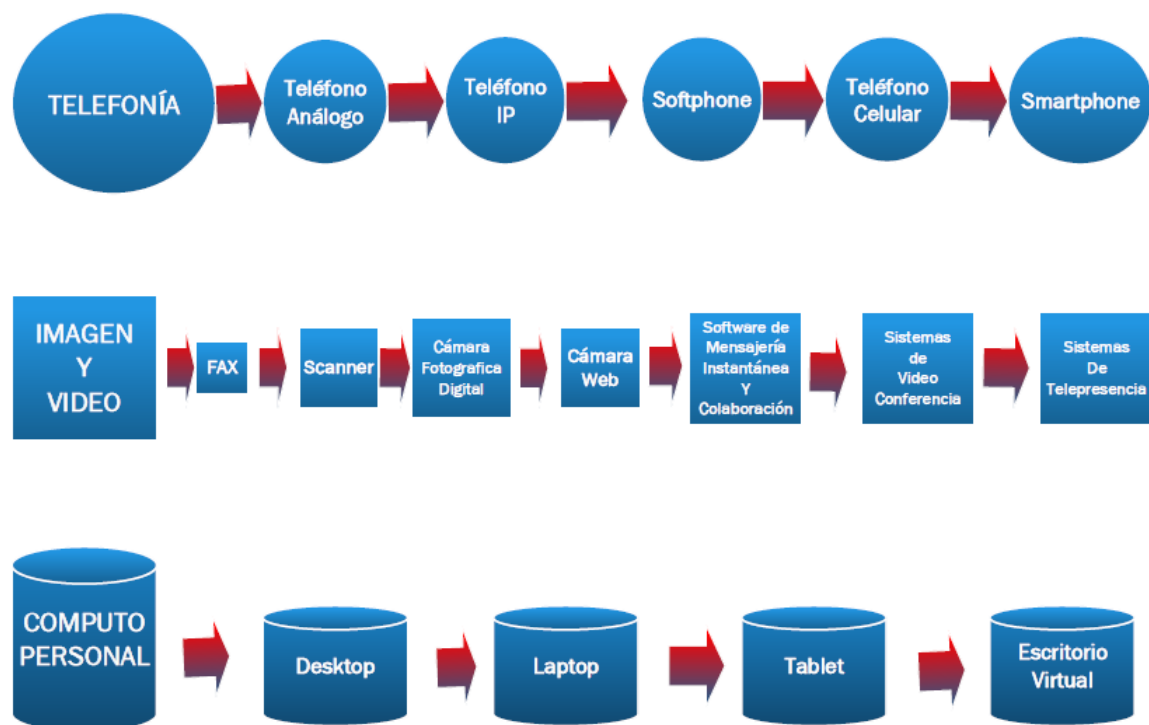 TELEFONÍA
Teléfono
Análogo
Teléfono
IP
Softphone
Teléfono
Celular
Smartphone
IMAGEN
Y
VIDEO
FAX
Scanner
Cámara
Fotografica
Digital
Cámara
Web
Software de
Mensajería
Instantánea
Y
Colaboración
Sistemas
de
Video
Conferencia
Sistemas
De
Telepresencia
COMPUTO
PERSONAL
Desktop
Laptop
Tablet
Escritorio
Virtual